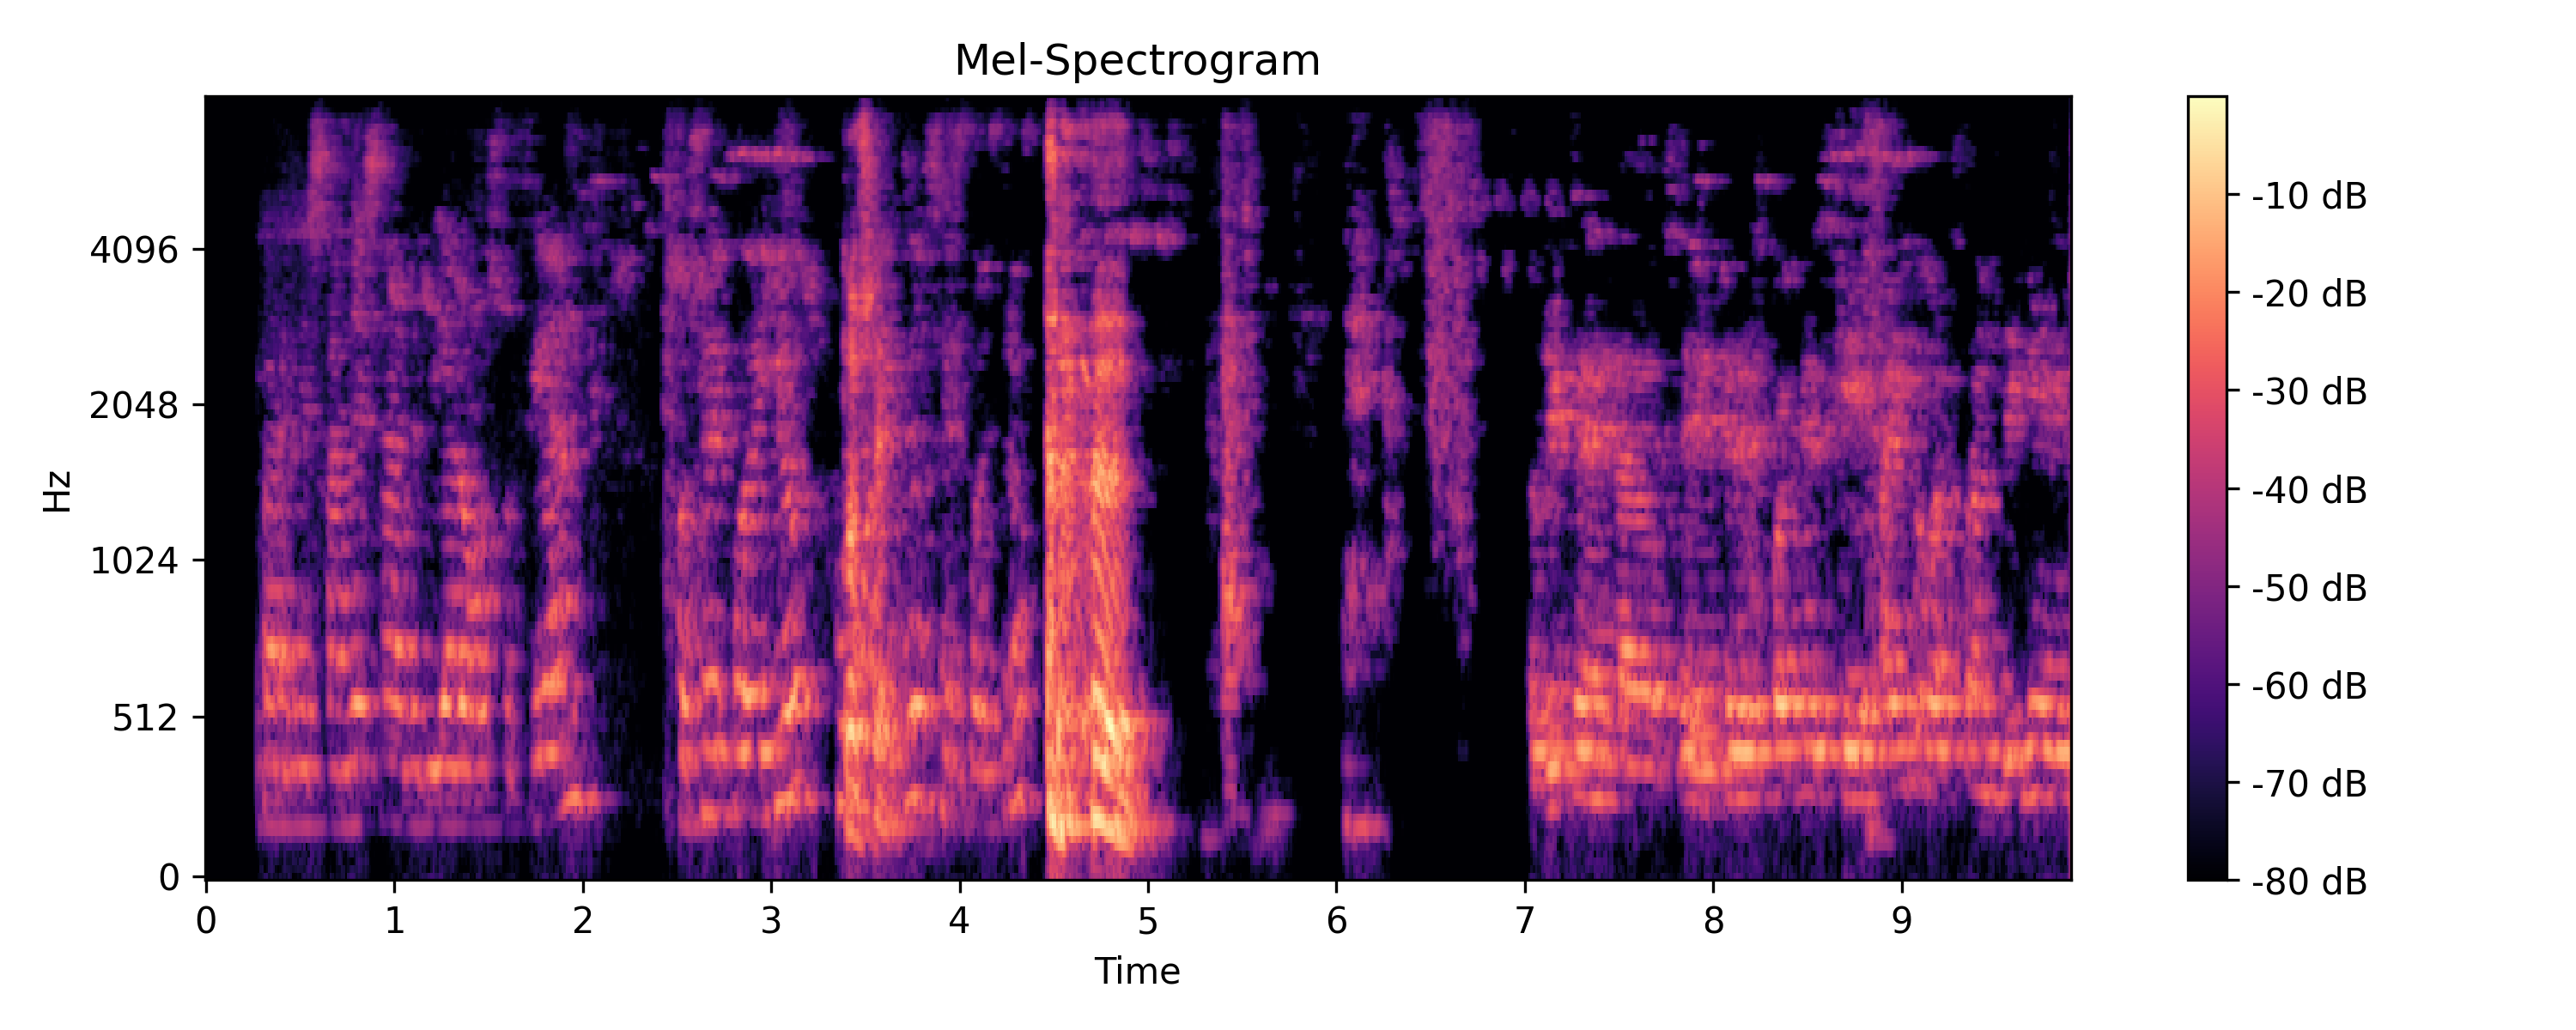 Mel-Spectrogram
Hz
4096
2048
1024
512
0
0 1 2 3 4 5 6 7 8 9
Time
-10 dB
-20 dB
-30 dB
-40 dB
-50 dB
-60 dB
-70 dB
-80 dB